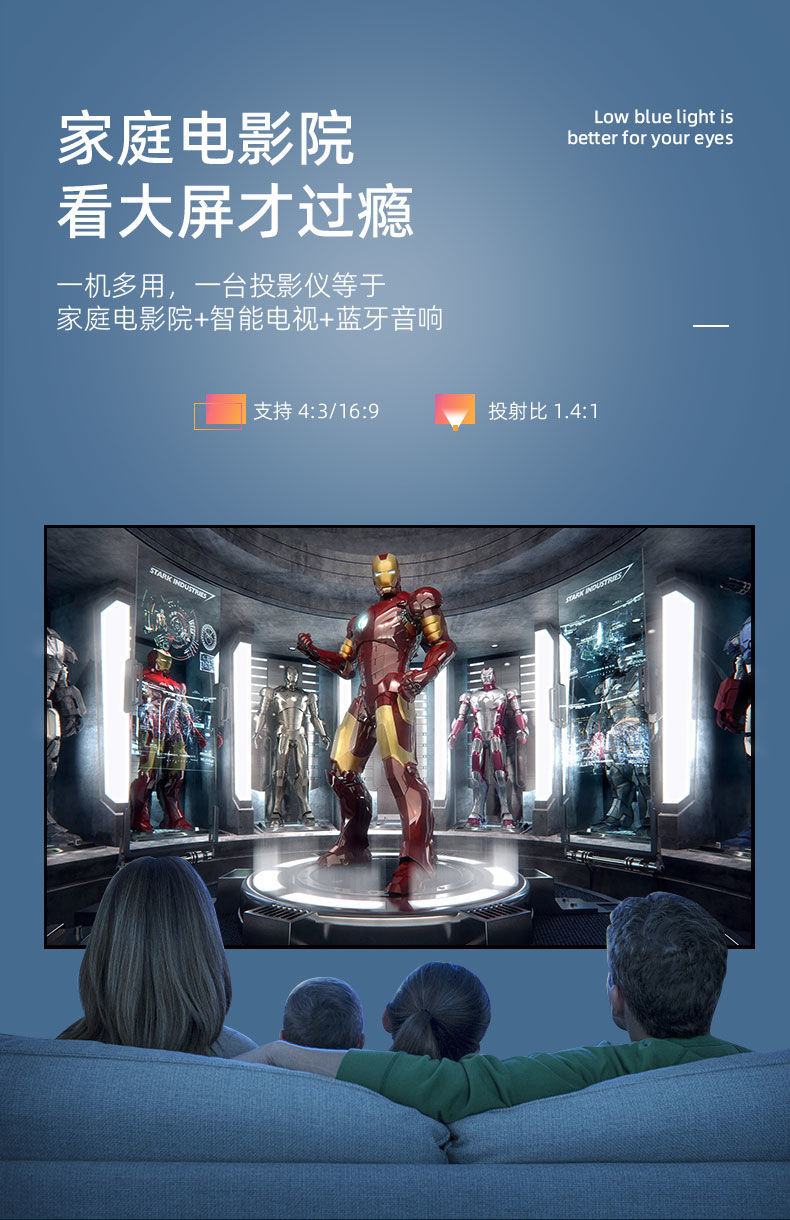 家庭电影院
看大屏才过瘾
Low blue light is
better for your eyes
一机多用，一台投影仪等于
家庭电影院+智能电视+蓝牙音响
支持 4:3/16:9
投射比 1.4:1
STARK INDUSTRIES
STARK INDUSTRIES